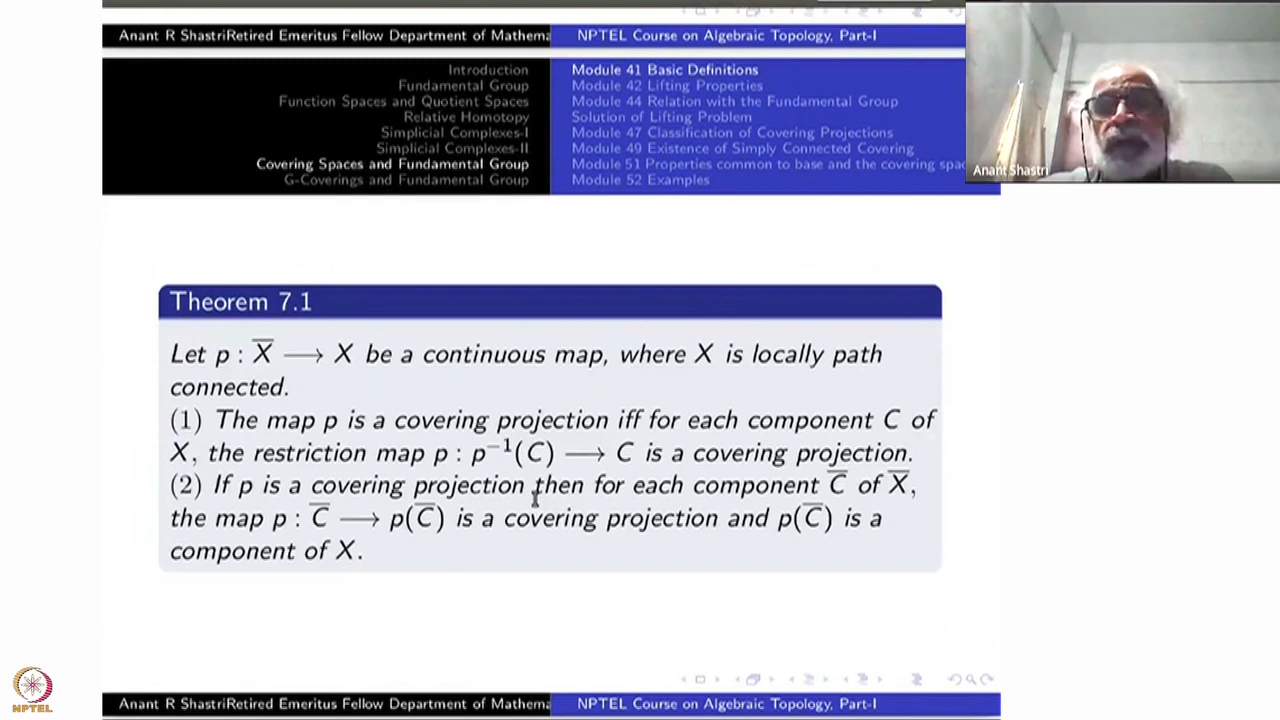 Anant R ShastriRetired Emeritus Fellow Department of Mathema
NPTEL Course on Algebraic Topology, Part-I
Introduction
Fundamental Group
Function Spaces and Quotient Spaces
Relative Homotopy
Simplicial Complexes-I
Simplicial Complexes-II
Covering Spaces and Fundamental Group
G-Coverings and Fundamental Group
Module 41 Basic Definitions
Module 42 Lifting Properties
Module 44 Relation with the Fundamental Group
Solution of Lifting Problem
Module 47 Classification of Covering Projections
Module 49 Existence of Simply Connected Covering
Module 51 Properties common to base and the covering spac
Module 52 Examples
Anant Shastri
Theorem 7.1
Let p : X̅ ⟶ X be a continuous map, where X is locally path
connected.
(1) The map p is a covering projection iff for each component C of
X, the restriction map p : p⁻¹(C) ⟶ C is a covering projection.
(2) If p is a covering projection then for each component C̅ of X̅,
the map p : C̅ ⟶ p(C̅) is a covering projection and p(C̅) is a
component of X.
NPTEL
Anant R ShastriRetired Emeritus Fellow Department of Mathema
NPTEL Course on Algebraic Topology, Part-I